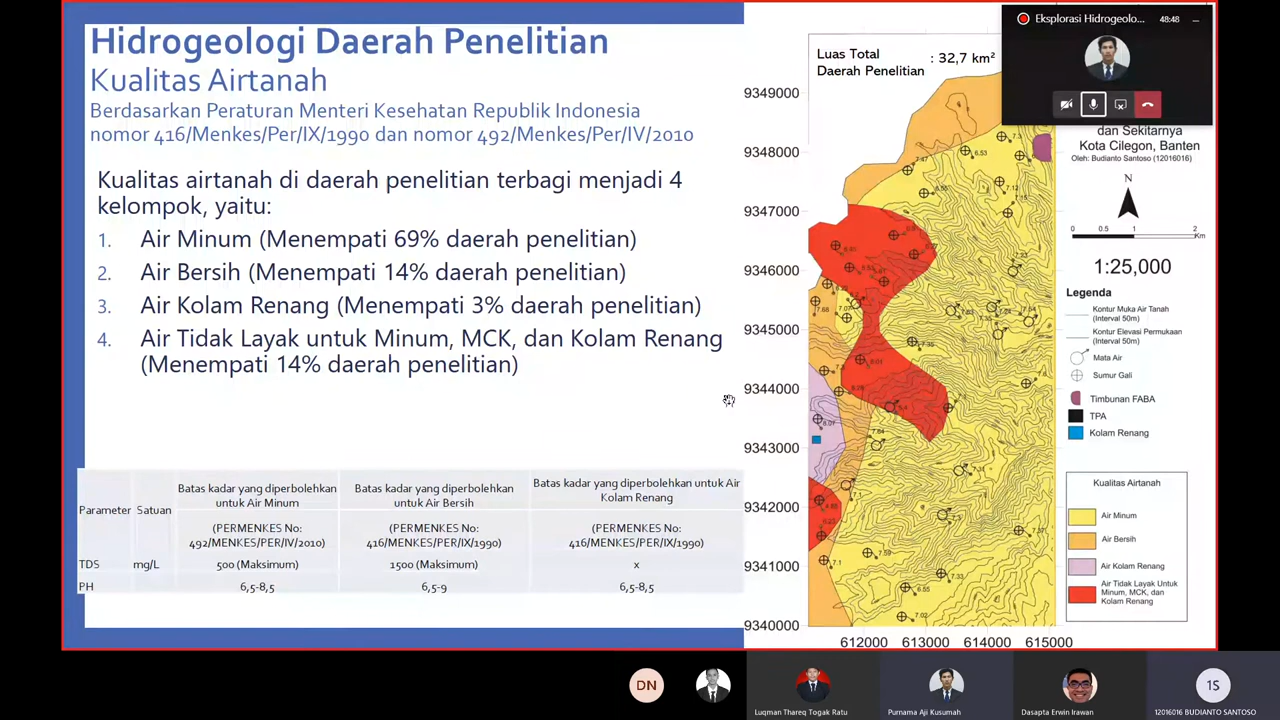 Hidrogeologi Daerah Penelitian
Kualitas Airtanah
Berdasarkan Peraturan Menteri Kesehatan Republik Indonesia
nomor 416/Menkes/Per/IX/1990 dan nomor 492/Menkes/Per/IV/2010
Kualitas airtanah di daerah penelitian terbagi menjadi 4
kelompok, yaitu:
1. Air Minum (Menempati 69% daerah penelitian)
2. Air Bersih (Menempati 14% daerah penelitian)
3. Air Kolam Renang (Menempati 3% daerah penelitian)
4. Air Tidak Layak untuk Minum, MCK, dan Kolam Renang
(Menempati 14% daerah penelitian)
Parameter
Satuan
Batas kadar yang diperbolehkan
untuk Air Minum
Batas kadar yang diperbolehkan
untuk Air Bersih
Batas kadar yang diperbolehkan untuk Air
Kolam Renang
(PERMENKES No:
492/MENKES/PER/IV/2010)
(PERMENKES No:
416/MENKES/PER/IX/1990)
(PERMENKES No:
416/MENKES/PER/IX/1990)
TDS mg/L 500 (Maksimum) 1500 (Maksimum) x
PH 6,5-8,5 6,5-9 6,5-8,5
Luas Total : 32,7 km²
Daerah Penelitian
9349000
9348000
9347000
9346000
9345000
9344000
9343000
9342000
9341000
9340000
612000 613000 614000 615000
Eksplorasi Hidrogeolo... 48:48
dan Sekitarnya
Kota Cilegon, Banten
Oleh: Budianto Santoso (12016016)
N
0 0.5 1 2
Km
1:25,000
Legenda
Kontur Muka Air Tanah
(Interval 50m)
Kontur Elevasi Permukaan
(Interval 50m)
Mata Air
Sumur Gali
Timbunan FABA
TPA
Kolam Renang
Kualitas Airtanah
Air Minum
Air Bersih
Air Kolam Renang
Air Tidak Layak Untuk
Minum, MCK, dan
Kolam Renang
DN
1S
Luqman Thareq Togak Ratu
Purnama Aji Kusumah
Dasapta Erwin Irawan
12016016 BUDIANTO SANTOSO